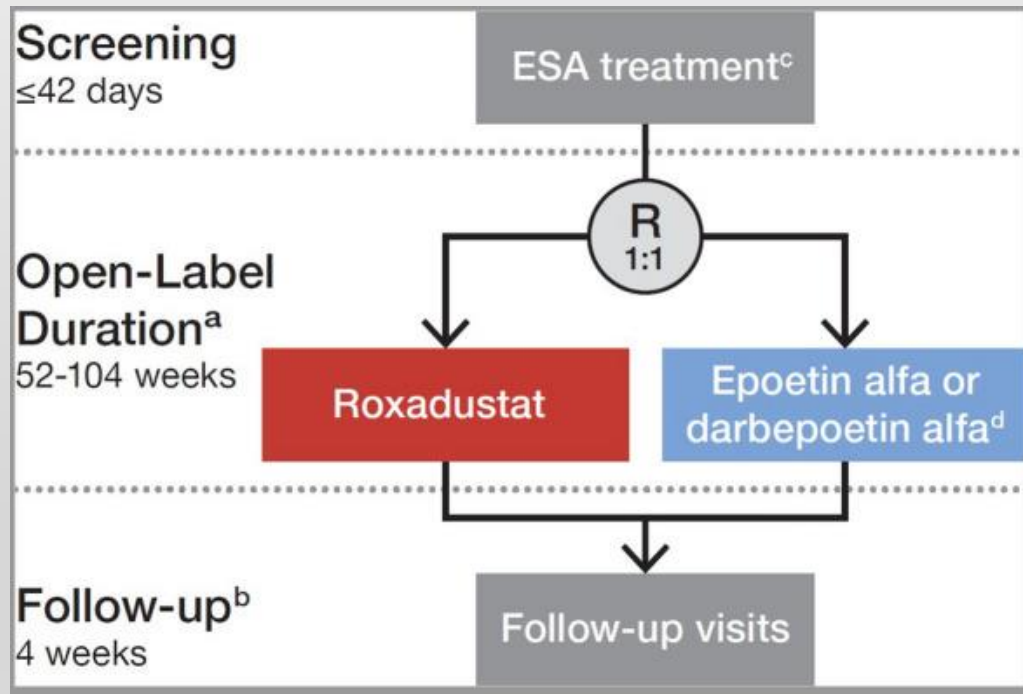 Screening
≤42 days
ESA treatmentᶜ
R
1:1
Open-Label
Durationᵃ
52-104 weeks
Roxadustat
Epoetin alfa or
darbepoetin alfaᵈ
Follow-upᵇ
4 weeks
Follow-up visits